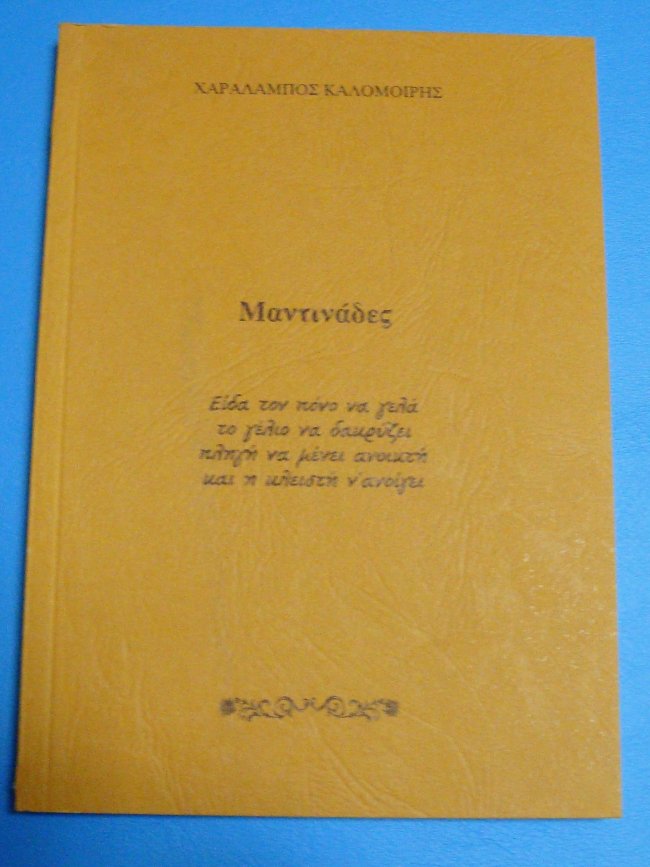 ΧΑΡΑΛΑΜΠΟΣ ΚΑΛΟΜΟΙΡΗΣ
Μαντινάδες
Είδα τον πόνο να γελά
το γέλιο να δακρύζει
πληγή να μένει ανοικτή
και η κλειστή ν'ανοίγει